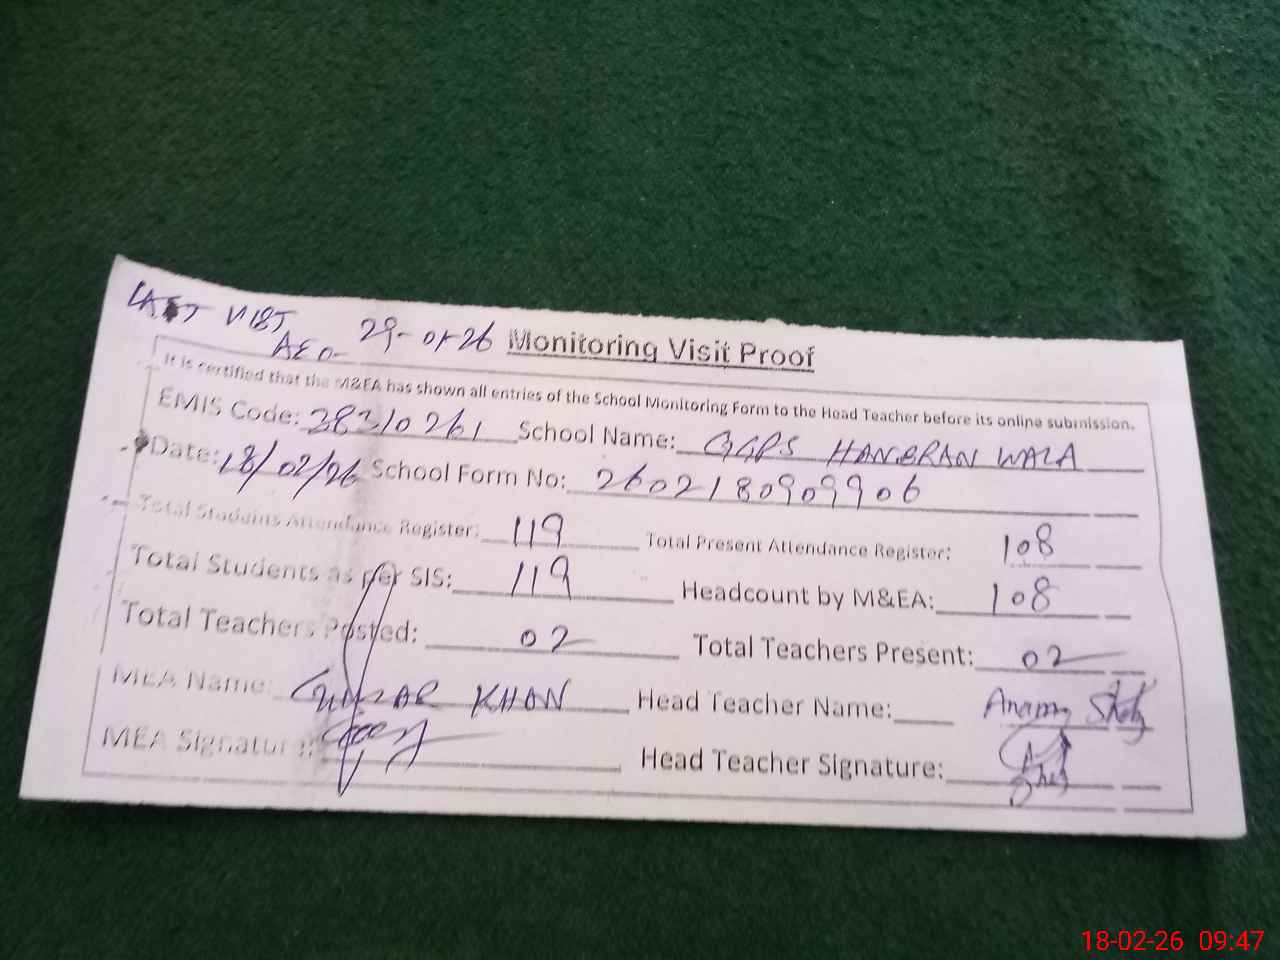 LAST VISIT
AEO- 29-01-26 Monitoring Visit Proof
It is certified that the M&EA has shown all entries of the School Monitoring Form to the Head Teacher before its online submission.
EMIS Code: 38310261 School Name: GGPS HANBRAN WALA
Date: 18/02/26 School Form No: 2602180909906
Total Students Attendance Register: 119 Total Present Attendance Register: 108
Total Students as per SIS: 119 Headcount by M&EA: 108
Total Teachers Posted: 02 Total Teachers Present: 02
MEA Name: GULZAR KHAN Head Teacher Name:
MEA Signature: Head Teacher Signature:
18-02-26 09:47